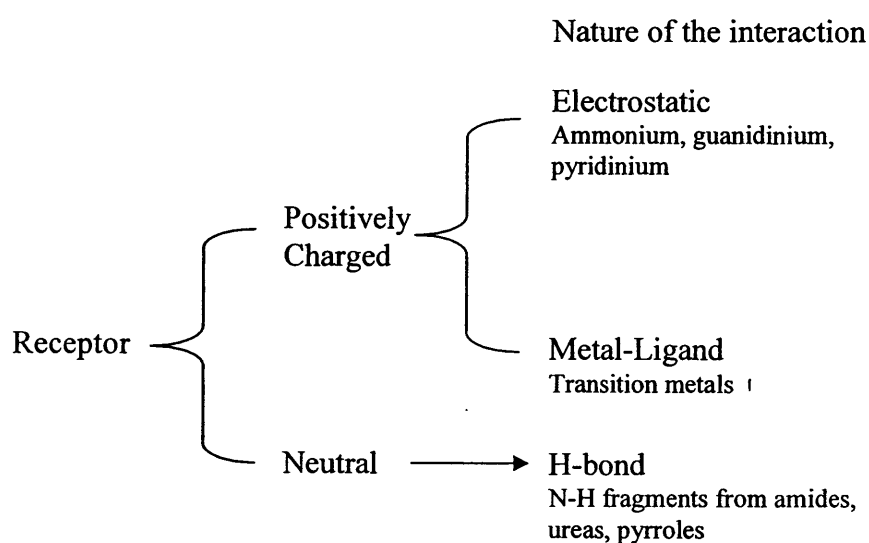 Nature of the interaction
Electrostatic
Ammonium, guanidinium,
pyridinium
Positively
Charged
Receptor
Metal-Ligand
Transition metals
Neutral
H-bond
N-H fragments from amides,
ureas, pyrroles